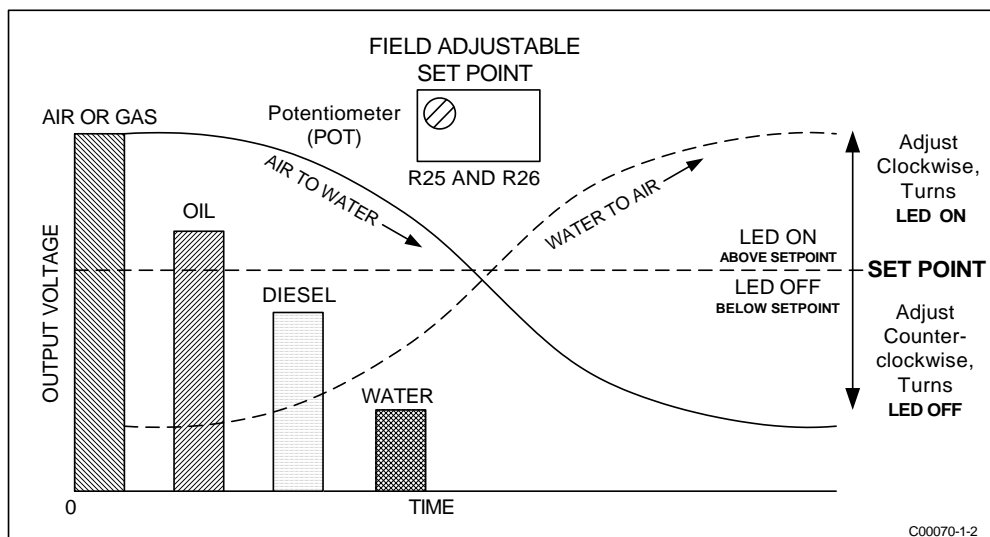 FIELD ADJUSTABLE
SET POINT
Potentiometer
(POT)
R25 AND R26
AIR OR GAS
OIL
DIESEL
WATER
AIR TO WATER
WATER TO AIR
OUTPUT VOLTAGE
LED ON
ABOVE SETPOINT
LED OFF
BELOW SETPOINT
Adjust
Clockwise,
Turns
LED ON
SET POINT
Adjust
Counter-
clockwise,
Turns
LED OFF
0
TIME
C00070-1-2